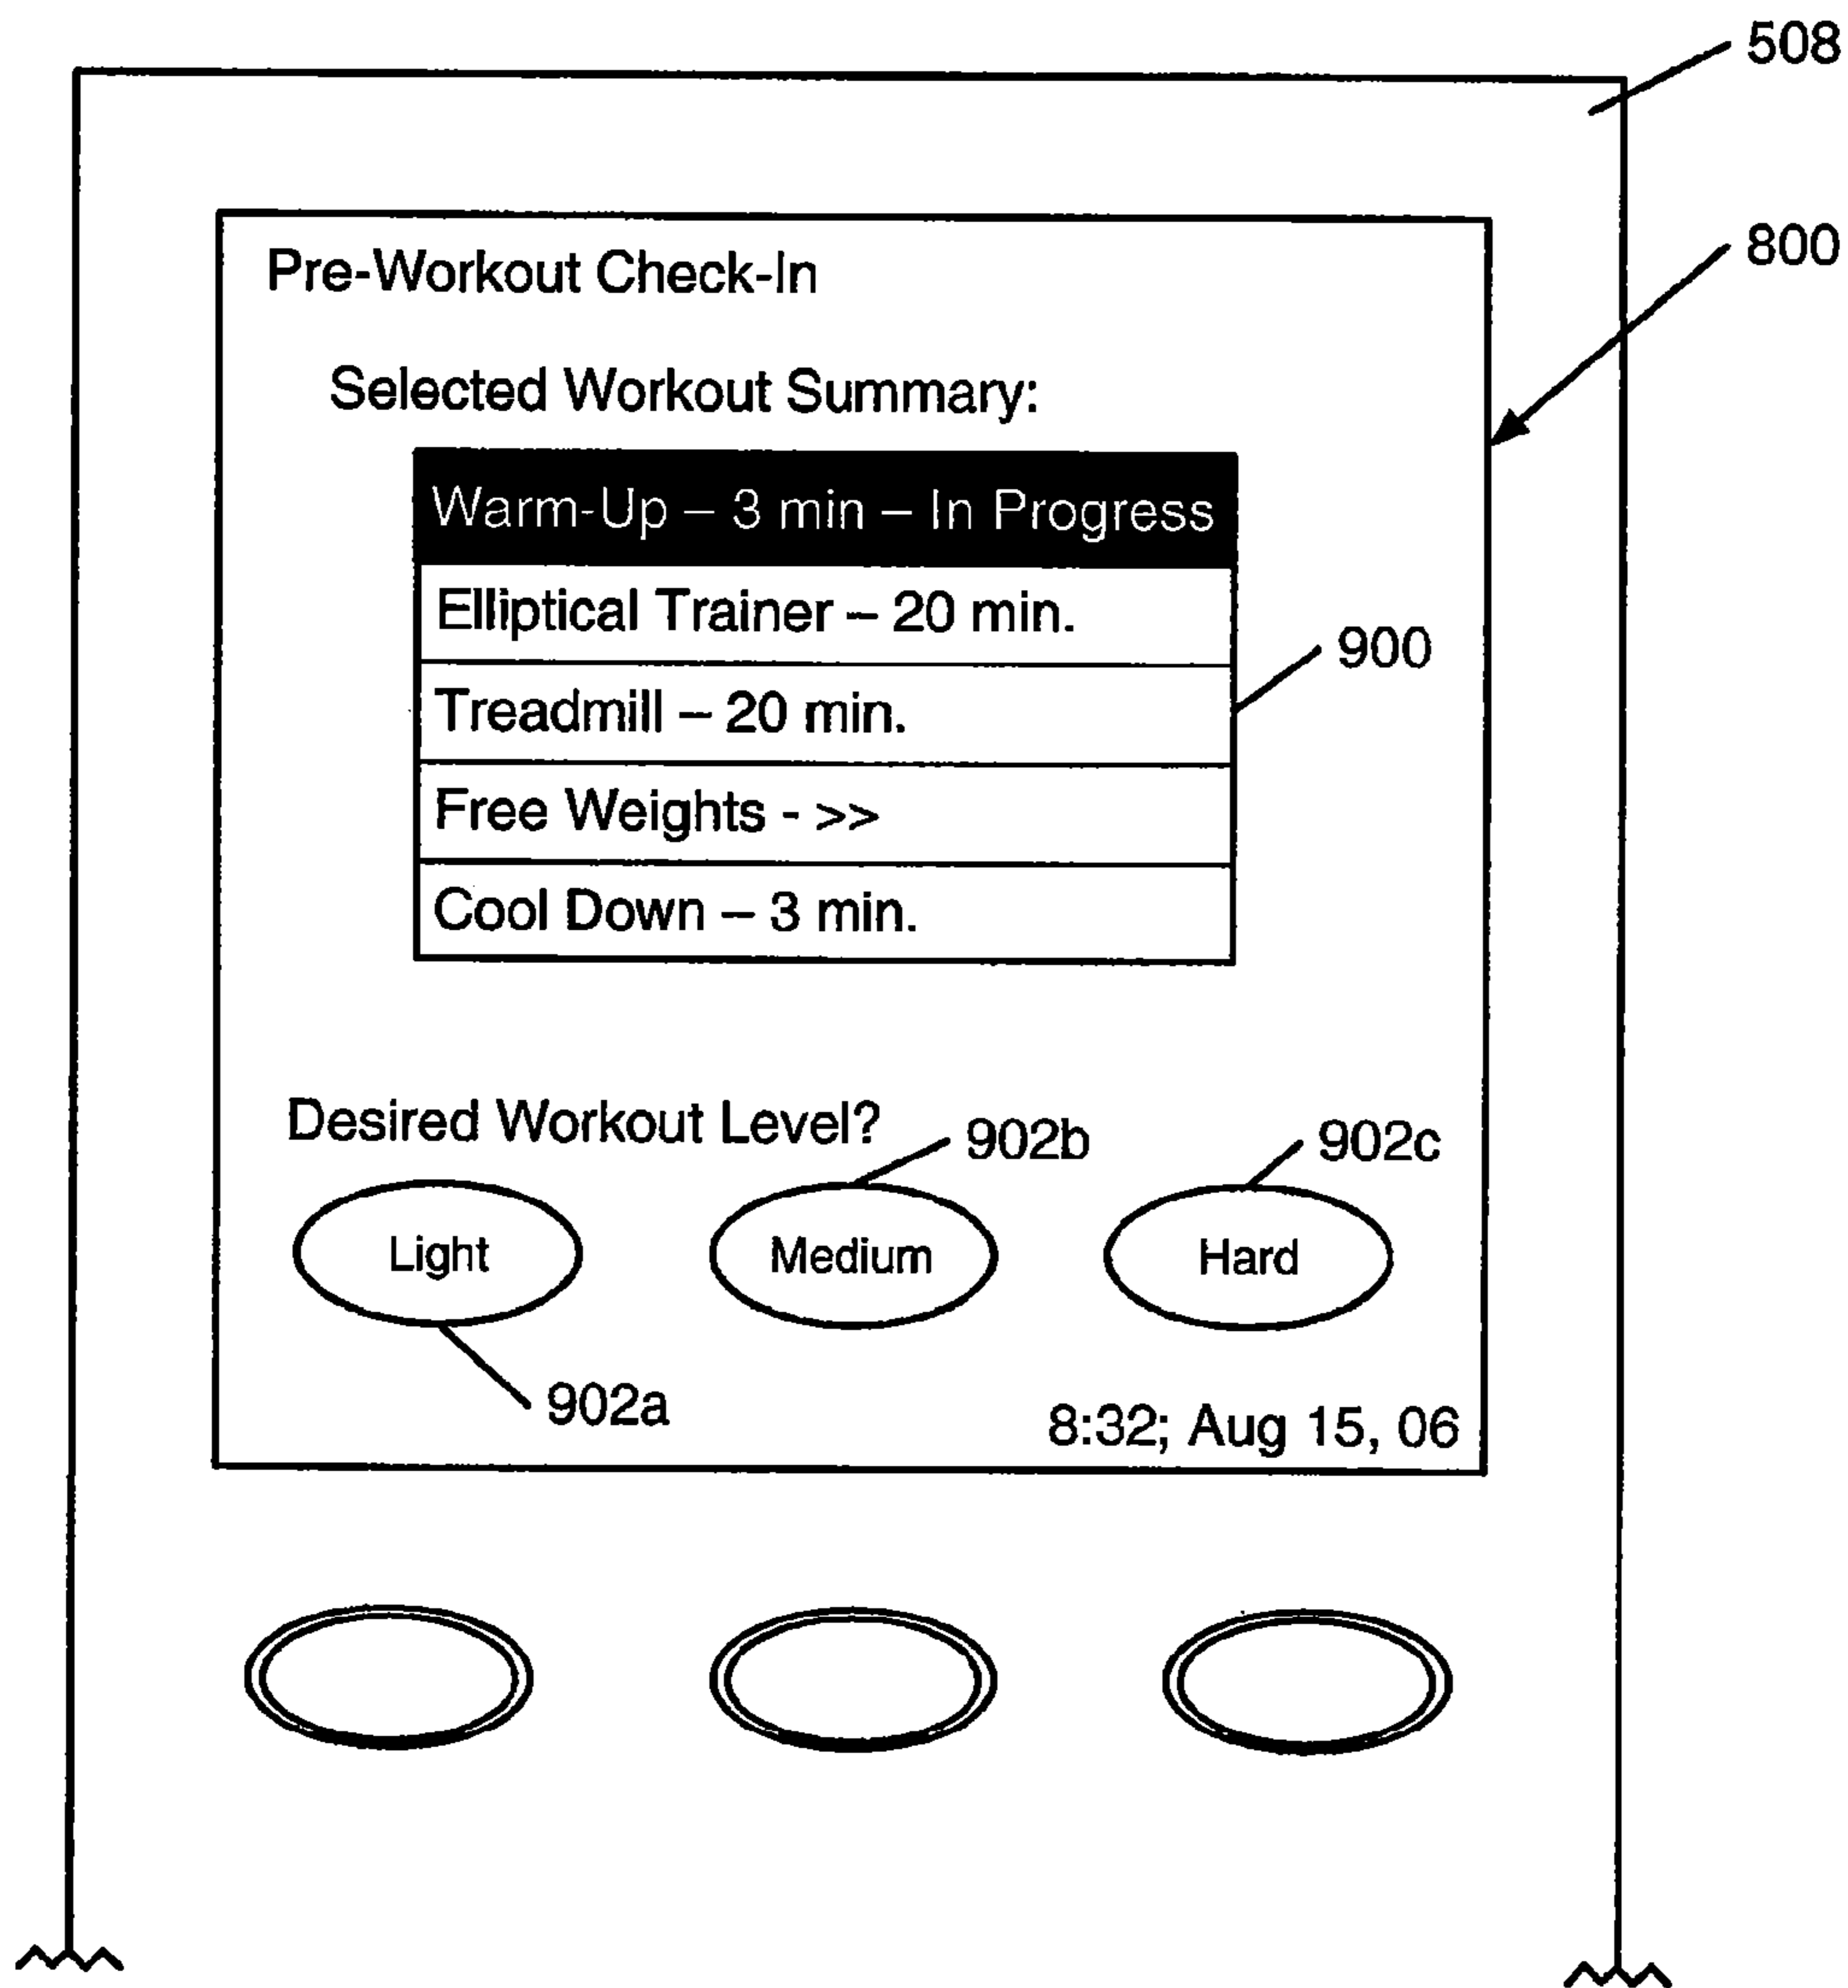 508
800
Pre-Workout Check-In
Selected Workout Summary:
Warm-Up – 3 min – In Progress
Elliptical Trainer – 20 min.
900
Treadmill – 20 min.
Free Weights - >>
Cool Down – 3 min.
Desired Workout Level?
902b
902c
Light
Medium
Hard
902a
8:32; Aug 15, 06